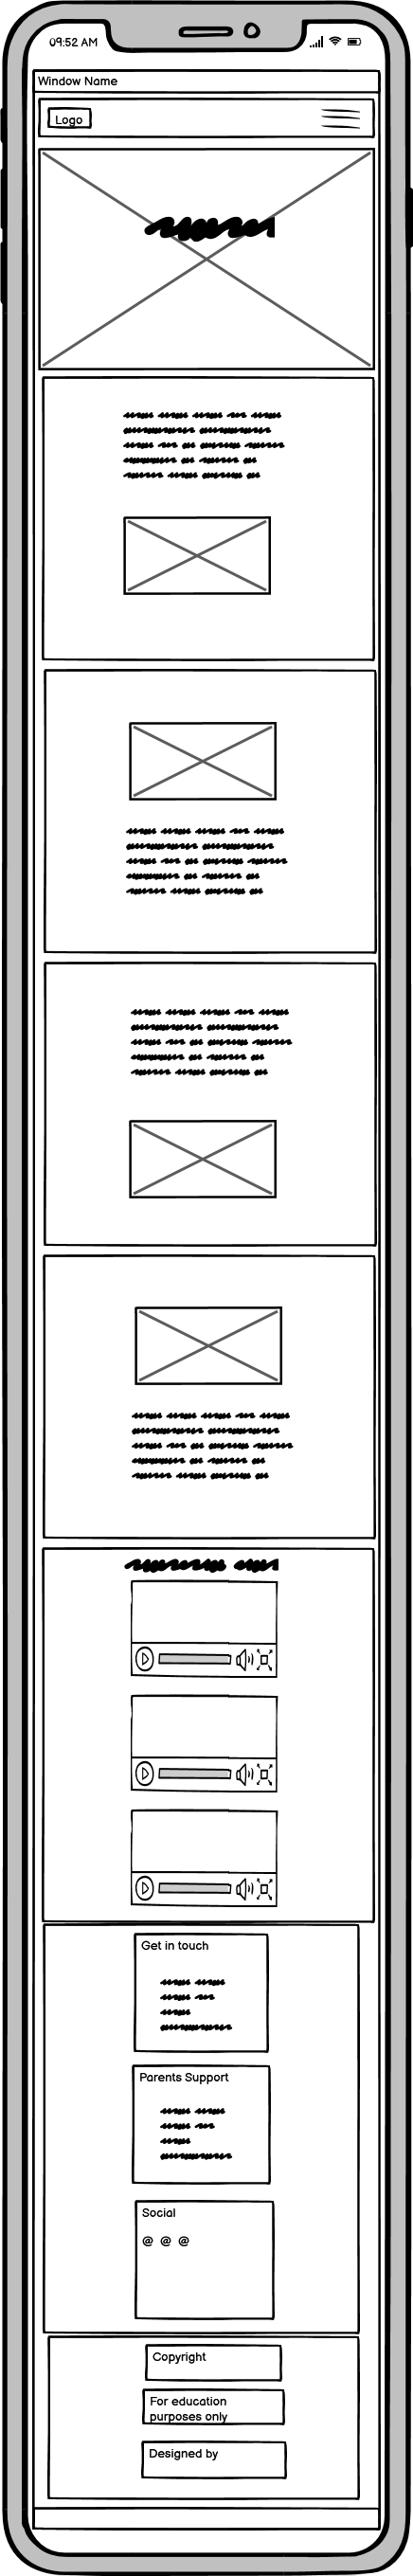 09:52 AM
Window Name
Logo
Get in touch
Parents Support
Social
@ @ @
Copyright
For education
purposes only
Designed by